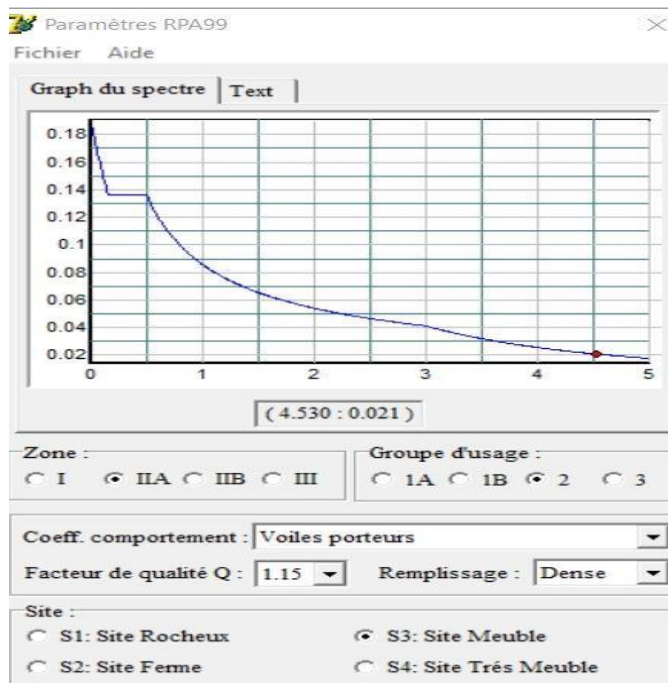 Paramètres RPA99
Fichier Aide
Graph du spectre Text
0.18
0.16
0.14
0.12
0.1
0.08
0.06
0.04
0.02
0 1 2 3 4 5
( 4.530 : 0.021 )
Zone :
I IIA IIB III
Groupe d'usage :
1A 1B 2 3
Coeff. comportement : Voiles porteurs
Facteur de qualité Q : 1.15 Remplissage : Dense
Site :
S1: Site Rocheux S3: Site Meuble
S2: Site Ferme S4: Site Trés Meuble